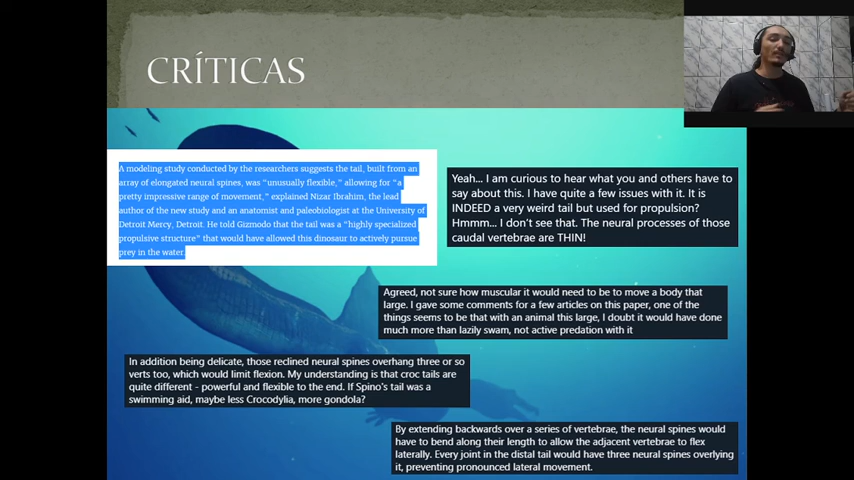 CRÍTICAS
A modeling study conducted by the researchers suggests the tail, built from an
array of elongated neural spines, was "unusually flexible," allowing for "a
pretty impressive range of movement," explained Nizar Ibrahim, the lead
author of the new study and an anatomist and paleobiologist at the University of
Detroit Mercy, Detroit. He told Gizmodo that the tail was a "highly specialized
propulsive structure" that would have allowed this dinosaur to actively pursue
prey in the water.
Yeah... I am curious to hear what you and others have to
say about this. I have quite a few issues with it. It is
INDEED a very weird tail but used for propulsion?
Hmmm... I don't see that. The neural processes of those
caudal vertebrae are THIN!
Agreed, not sure how muscular it would need to be to move a body that
large. I gave some comments for a few articles on this paper, one of the
things seems to be that with an animal this large, I doubt it would have done
much more than lazily swam, not active predation with it
In addition being delicate, those reclined neural spines overhang three or so
verts too, which would limit flexion. My understanding is that croc tails are
quite different - powerful and flexible to the end. If Spino's tail was a
swimming aid, maybe less Crocodylia, more gondola?
By extending backwards over a series of vertebrae, the neural spines would
have to bend along their length to allow the adjacent vertebrae to flex
laterally. Every joint in the distal tail would have three neural spines overlying
it, preventing pronounced lateral movement.